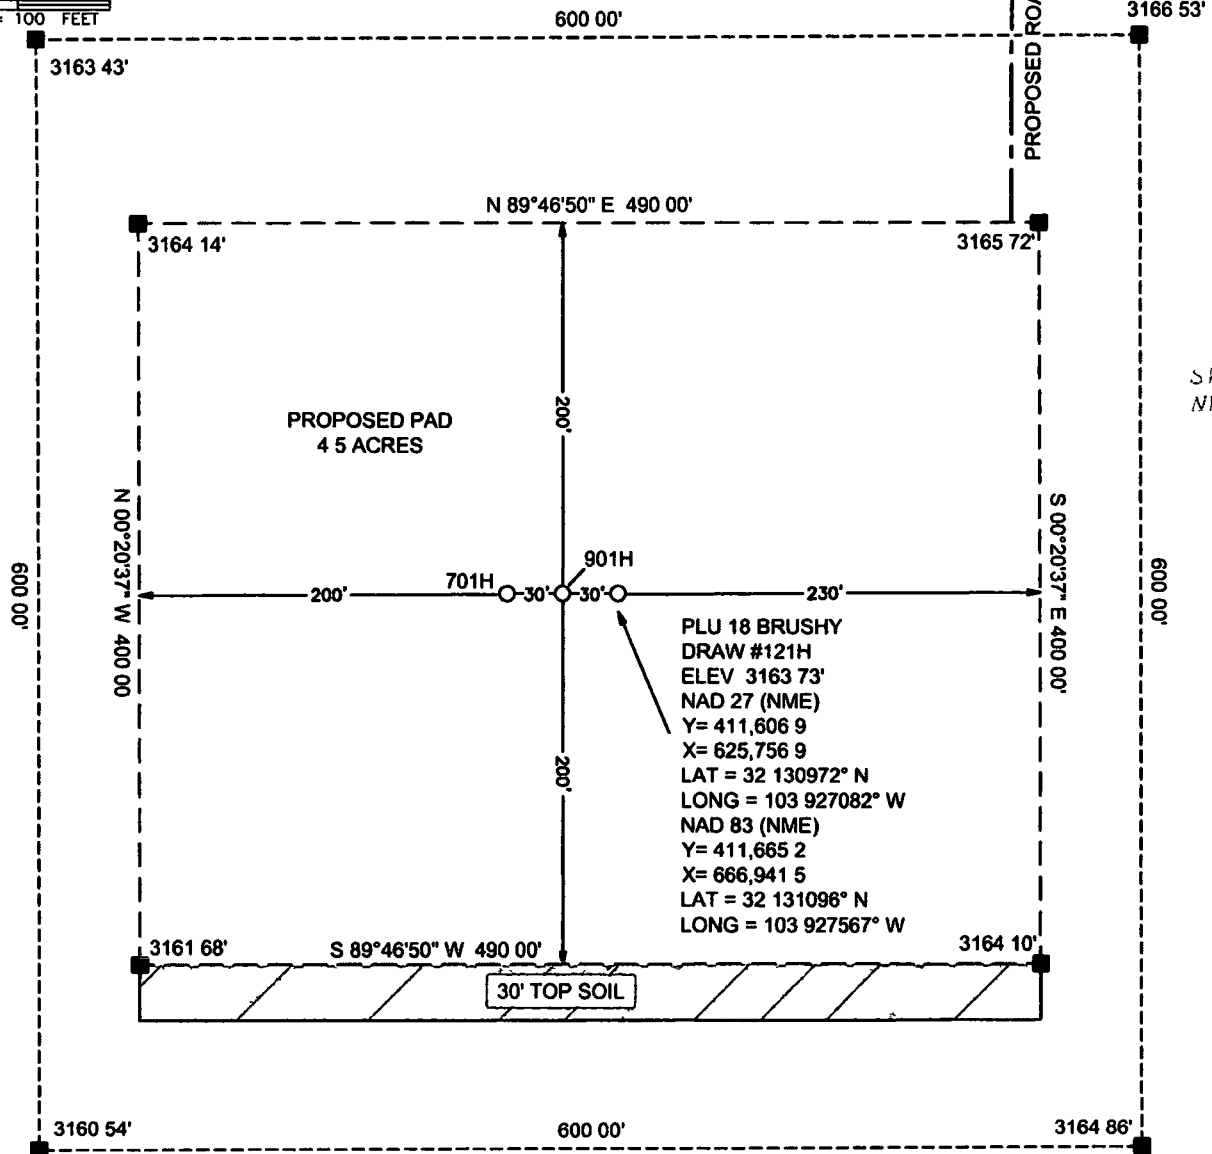 = 100 FEET
600 00'
3166 53'
3163 43'
PROPOSED ROA
N 89°46'50" E 490 00'
3164 14'
3165 72'
PROPOSED PAD
4 5 ACRES
200'
N 00°20'37" W 400 00
S 00°20'37" E 400 00'
600 00'
600 00'
901H
701H
200'
30'
30'
230'
PLU 18 BRUSHY
DRAW #121H
ELEV 3163 73'
NAD 27 (NME)
Y= 411,606 9
X= 625,756 9
LAT = 32 130972° N
LONG = 103 927082° W
NAD 83 (NME)
Y= 411,665 2
X= 666,941 5
LAT = 32 131096° N
LONG = 103 927567° W
200'
3161 68'
S 89°46'50" W 490 00'
3164 10'
30' TOP SOIL
3160 54'
600 00'
3164 86'